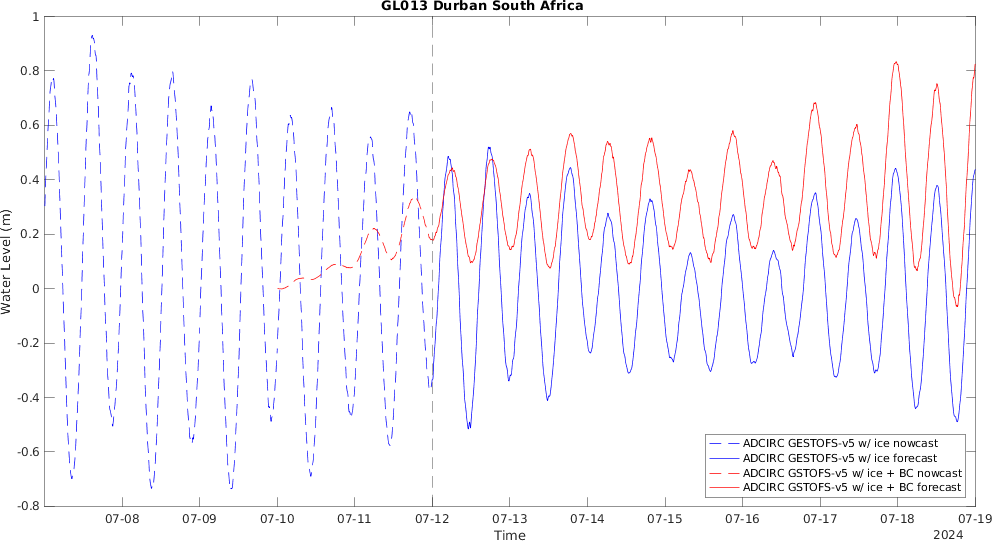 GL013 Durban South Africa
1
0.8
0.6
0.4
0.2
0
-0.2
-0.4
-0.6
-0.8
Water Level (m)
ADCIRC GESTOFS-v5 w/ ice nowcast
ADCIRC GESTOFS-v5 w/ ice forecast
ADCIRC GSTOFS-v5 w/ ice + BC nowcast
ADCIRC GSTOFS-v5 w/ ice + BC forecast
07-08 07-09 07-10 07-11 07-12 07-13 07-14 07-15 07-16 07-17 07-18 07-19
Time
2024